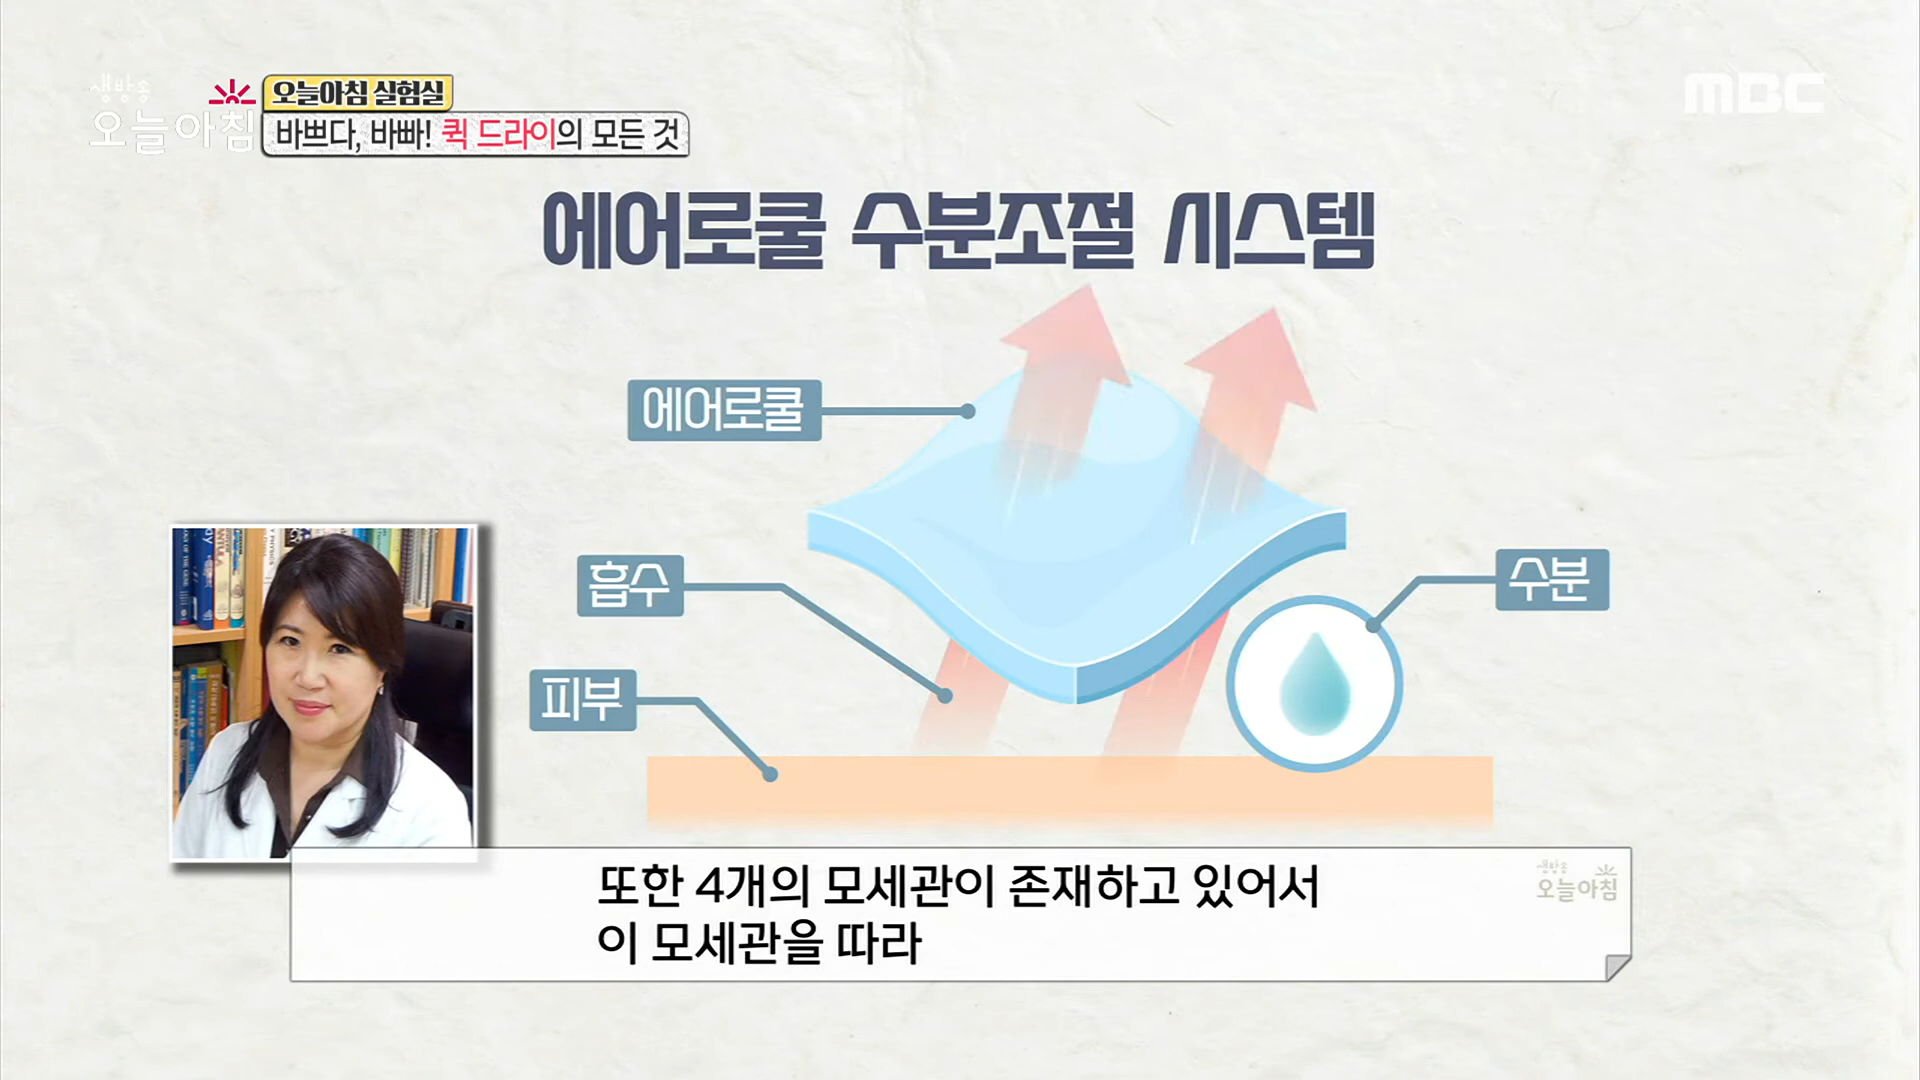 생방송
오늘아침
오늘아침 실험실
바쁘다, 바빠! 퀵 드라이의 모든 것
MBC
에어로쿨 수분조절 시스템
에어로쿨
흡수
수분
피부
또한 4개의 모세관이 존재하고 있어서
이 모세관을 따라
생방송
오늘아침